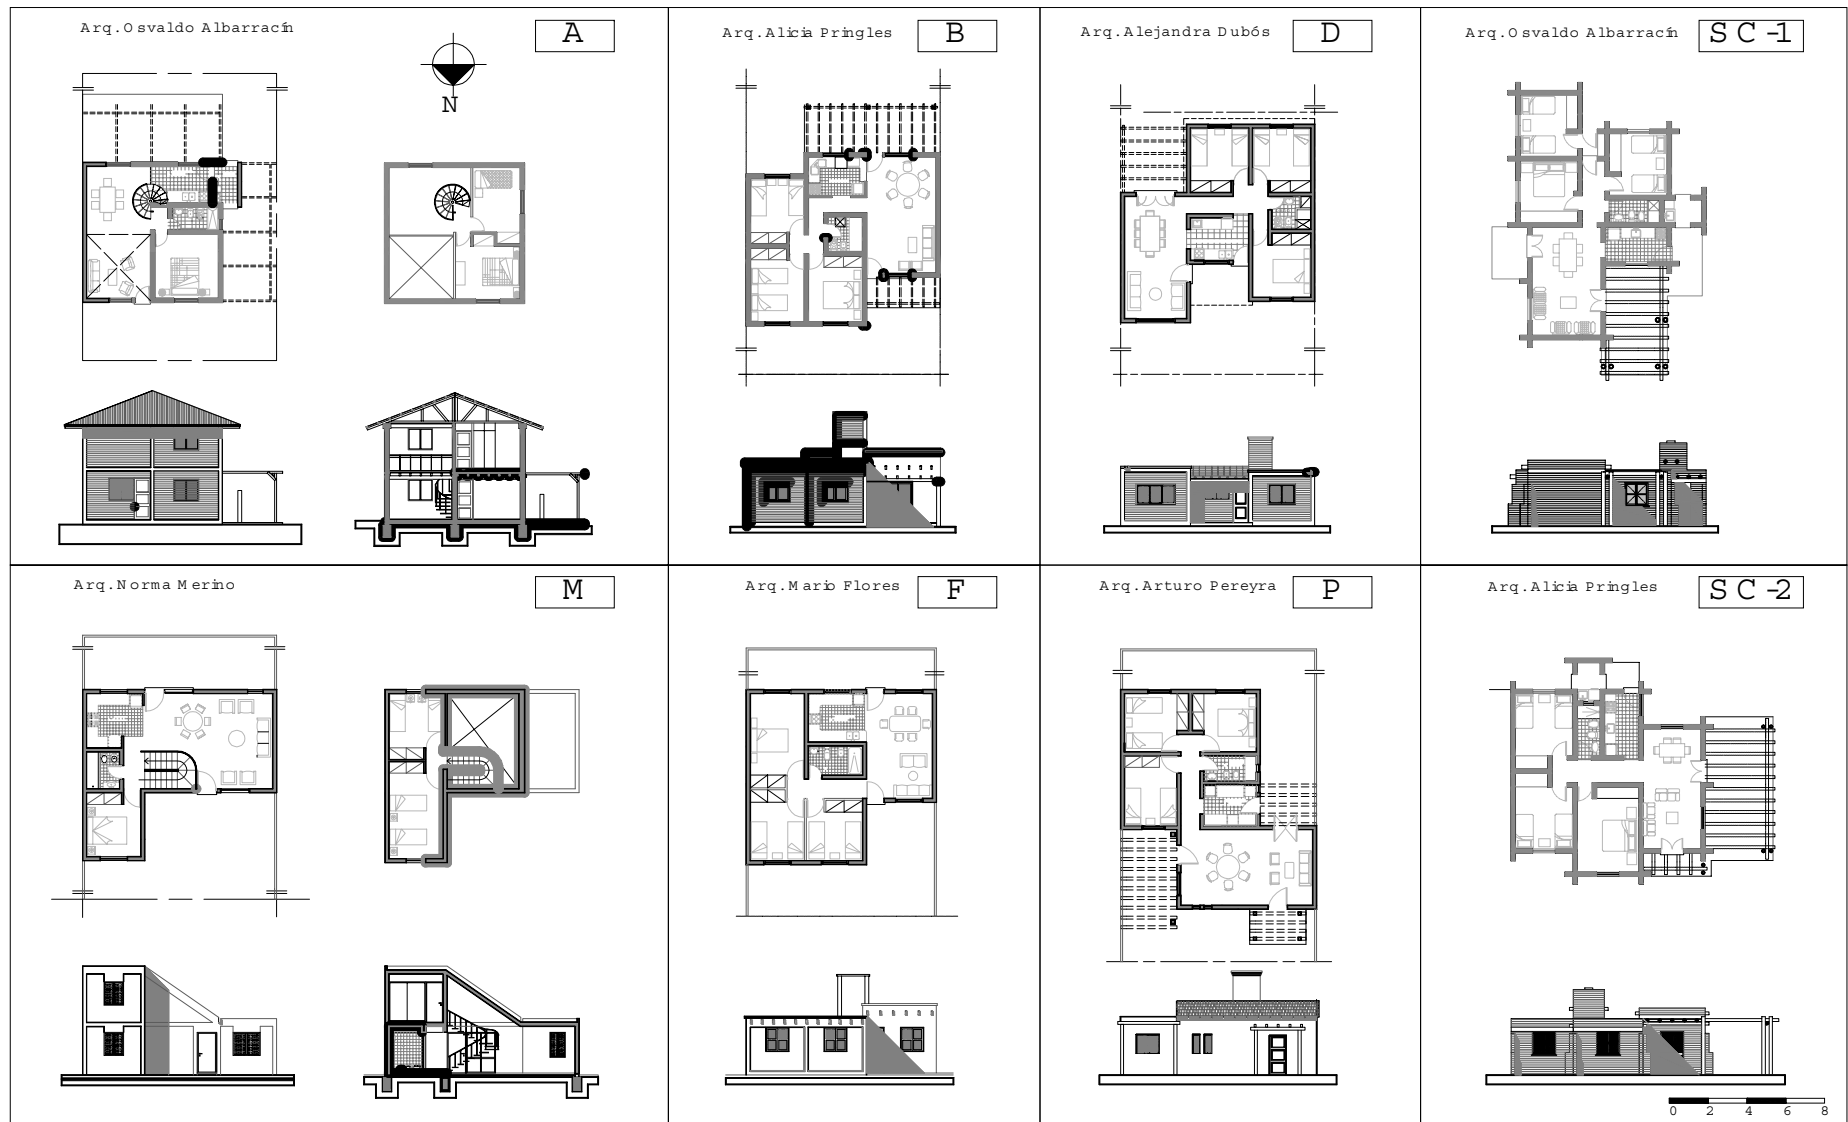 Arq. Osvaldo Albarracín
A
N
Arq. Alicia Pringles
B
Arq. Alejandra Dubós
D
Arq. Osvaldo Albarracín
SC-1
Arq. Norma Merino
M
Arq. Mario Flores
F
Arq. Arturo Pereyra
P
Arq. Alicia Pringles
SC-2
0 2 4 6 8